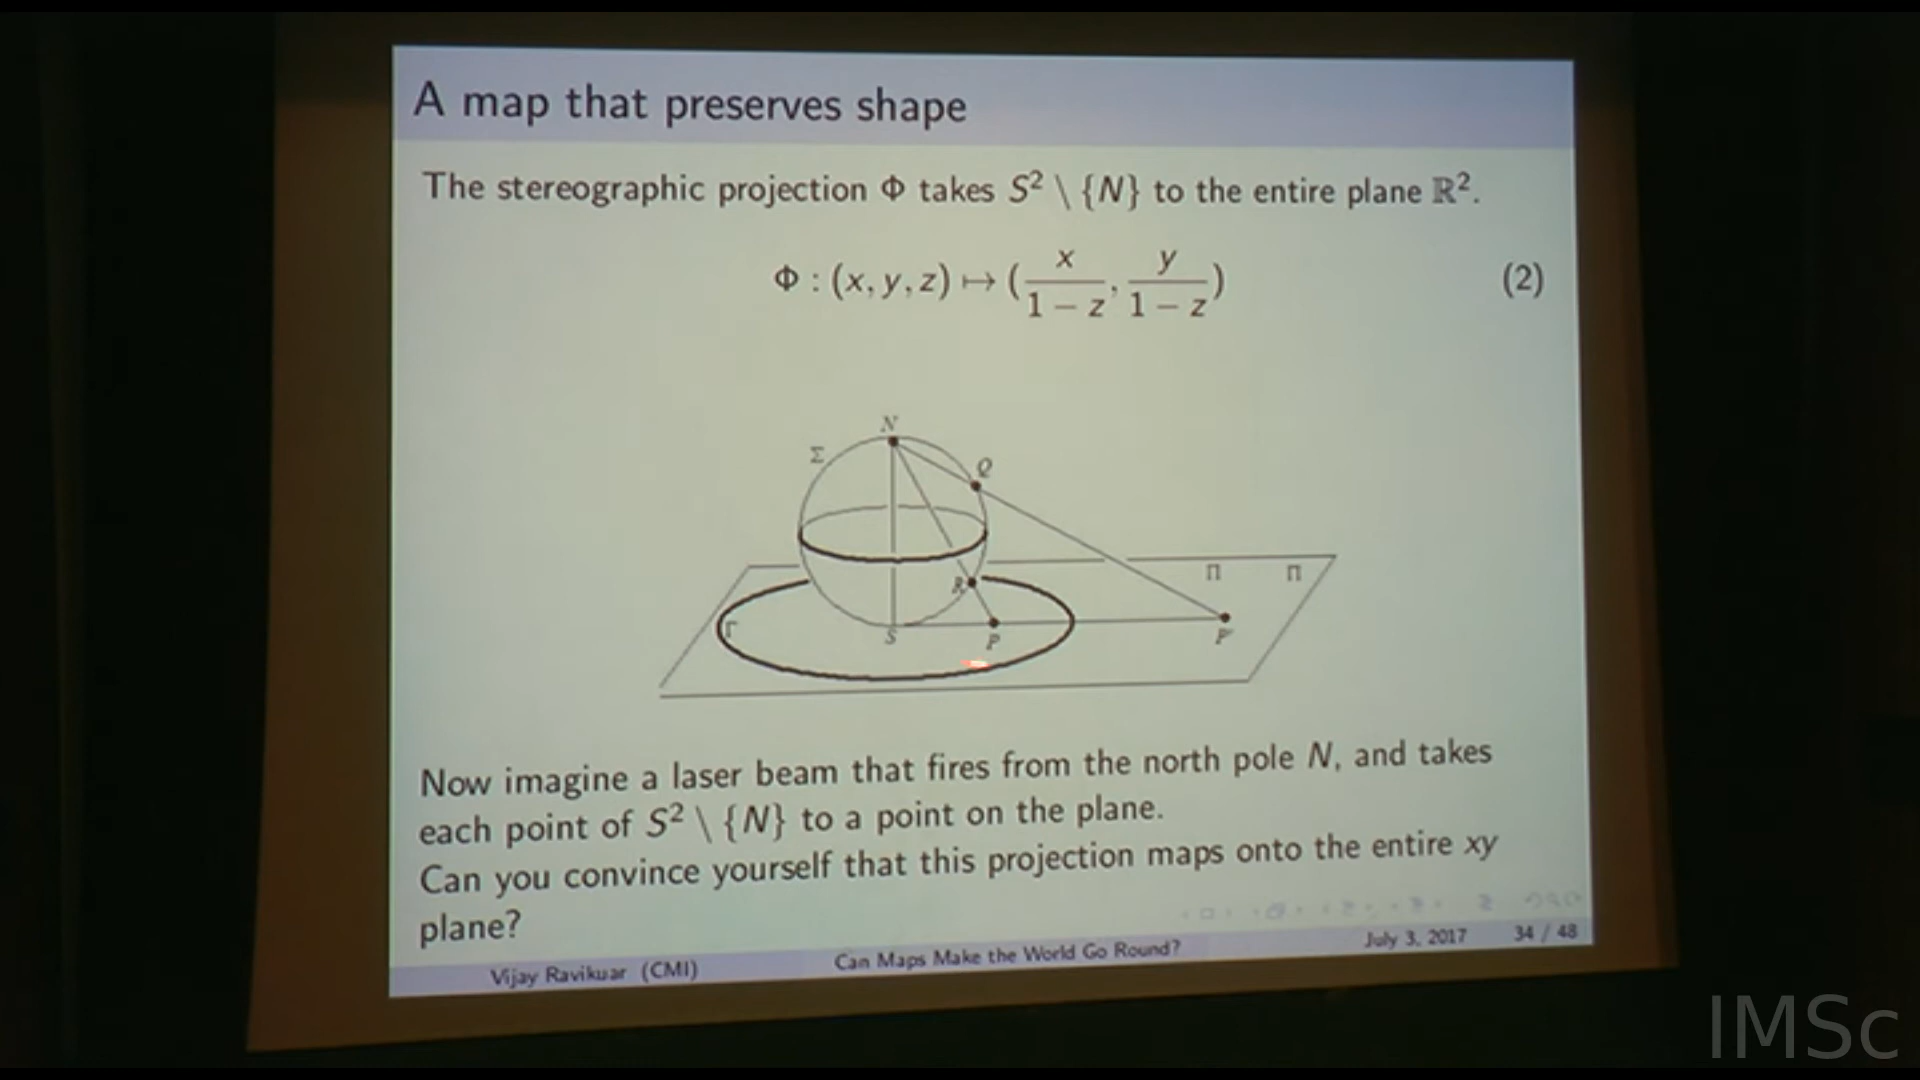 A map that preserves shape
The stereographic projection Φ takes S² \ {N} to the entire plane ℝ².
Φ : (x, y, z) ↦ (x/(1 − z), y/(1 − z)) (2)
N
Σ
Q
Π Π
R
Γ
S P
Now imagine a laser beam that fires from the north pole N, and takes
each point of S² \ {N} to a point on the plane.
Can you convince yourself that this projection maps onto the entire xy
plane?
Vijay Ravikuar (CMI) Can Maps Make the World Go Round? July 3, 2017 34 / 48
IMSc